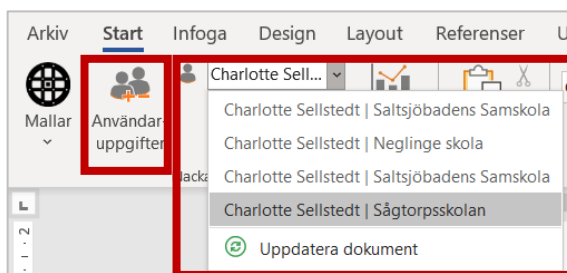 Arkiv Start Infoga Design Layout Referenser
Charlotte Sell...
Mallar
Användar-
uppgifter
Charlotte Sellstedt | Saltsjöbadens Samskola
Charlotte Sellstedt | Neglinge skola
Charlotte Sellstedt | Saltsjöbadens Samskola
Charlotte Sellstedt | Sågtorpsskolan
Uppdatera dokument
L
2